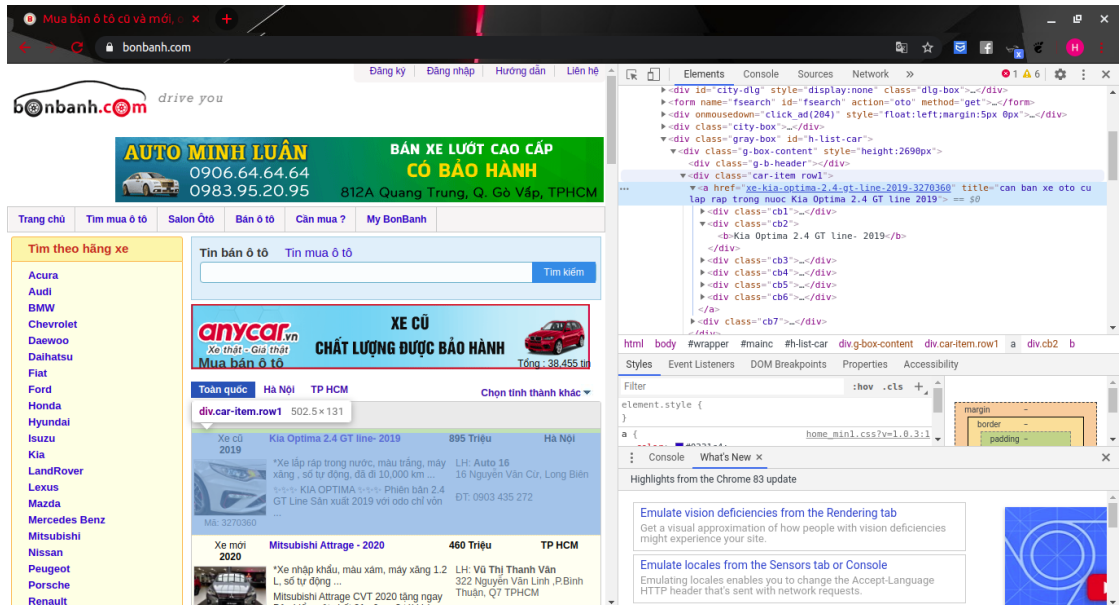 Mua bán ô tô cũ và mới, o
bonbanh.com
Đăng ký Đăng nhập Hướng dẫn Liên hệ
bonbanh.com
drive you
AUTO MINH LUÂN
0906.64.64.64
0983.95.20.95
BÁN XE LƯỚT CAO CẤP
CÓ BẢO HÀNH
812A Quang Trung, Q. Gò Vấp, TPHCM
Trang chủ Tìm mua ô tô Salon Ôtô Bán ô tô Cần mua ? My BonBanh
Tìm theo hãng xe
Acura
Audi
BMW
Chevrolet
Daewoo
Daihatsu
Fiat
Ford
Honda
Hyundai
Isuzu
Kia
LandRover
Lexus
Mazda
Mercedes Benz
Mitsubishi
Nissan
Peugeot
Porsche
Renault
Tin bán ô tô Tin mua ô tô
Tìm kiếm
anycar.vn
Xe thật - Giá thật
XE CŨ
CHẤT LƯỢNG ĐƯỢC BẢO HÀNH
Mua bán ô tô
Tổng : 38,455 tin
Toàn quốc Hà Nội TP HCM
Chọn tỉnh thành khác
div.car-item.row1 502.5×131
Xe cũ
2019
Kia Optima 2.4 GT line- 2019 895 Triệu Hà Nội
*Xe lắp ráp trong nước, màu trắng, máy
xăng , số tự động, đã đi 10,000 km ...
KIA OPTIMA Phiên bản 2.4
GT Line Sản xuất 2019 với odo chỉ vỏn
...
LH: Auto 16
16 Nguyễn Văn Cừ, Long Biên
ĐT: 0903 435 272
Mã: 3270360
Xe mới
2020
Mitsubishi Attrage - 2020 460 Triệu TP HCM
*Xe nhập khẩu, màu xám, máy xăng 1.2
L, số tự động ...
Mitsubishi Attrage CVT 2020 tặng ngay
LH: Vũ Thị Thanh Vân
322 Nguyễn Văn Linh ,P.Bình
Thuận, Q7 TPHCM
Elements Console Sources Network »
1 6
<div id="city-dlg" style="display:none" class="dlg-box">…</div>
<form name="fsearch" id="fsearch" action="oto" method="get">…</form>
<div onmousedown="click_ad(204)" style="float:left;margin:5px 0px">…</div>
<div class="city-box">…</div>
<div class="gray-box" id="h-list-car">
<div class="g-box-content" style="height:2690px">
<div class="g-b-header"></div>
<div class="car-item row1">
<a href="xe-kia-optima-2.4-gt-line-2019-3270360" title="can ban xe oto cu
lap rap trong nuoc Kia Optima 2.4 GT line 2019"> == $0
<div class="cb1">…</div>
<div class="cb2">
<b>Kia Optima 2.4 GT line- 2019</b>
</div>
<div class="cb3">…</div>
<div class="cb4">…</div>
<div class="cb5">…</div>
<div class="cb6">…</div>
</a>
<div class="cb7">…</div>
</div>
html body #wrapper #mainc #h-list-car div.g-box-content div.car-item.row1 a div.cb2 b
Styles Event Listeners DOM Breakpoints Properties Accessibility
Filter :hov .cls +
element.style {
}
a { home_min1.css?v=1.0.3:1
margin -
border -
padding -
Console What's New ×
Highlights from the Chrome 83 update
Emulate vision deficiencies from the Rendering tab
Get a visual approximation of how people with vision deficiencies
might experience your site.
Emulate locales from the Sensors tab or Console
Emulating locales enables you to change the Accept-Language
HTTP header that's sent with network requests.